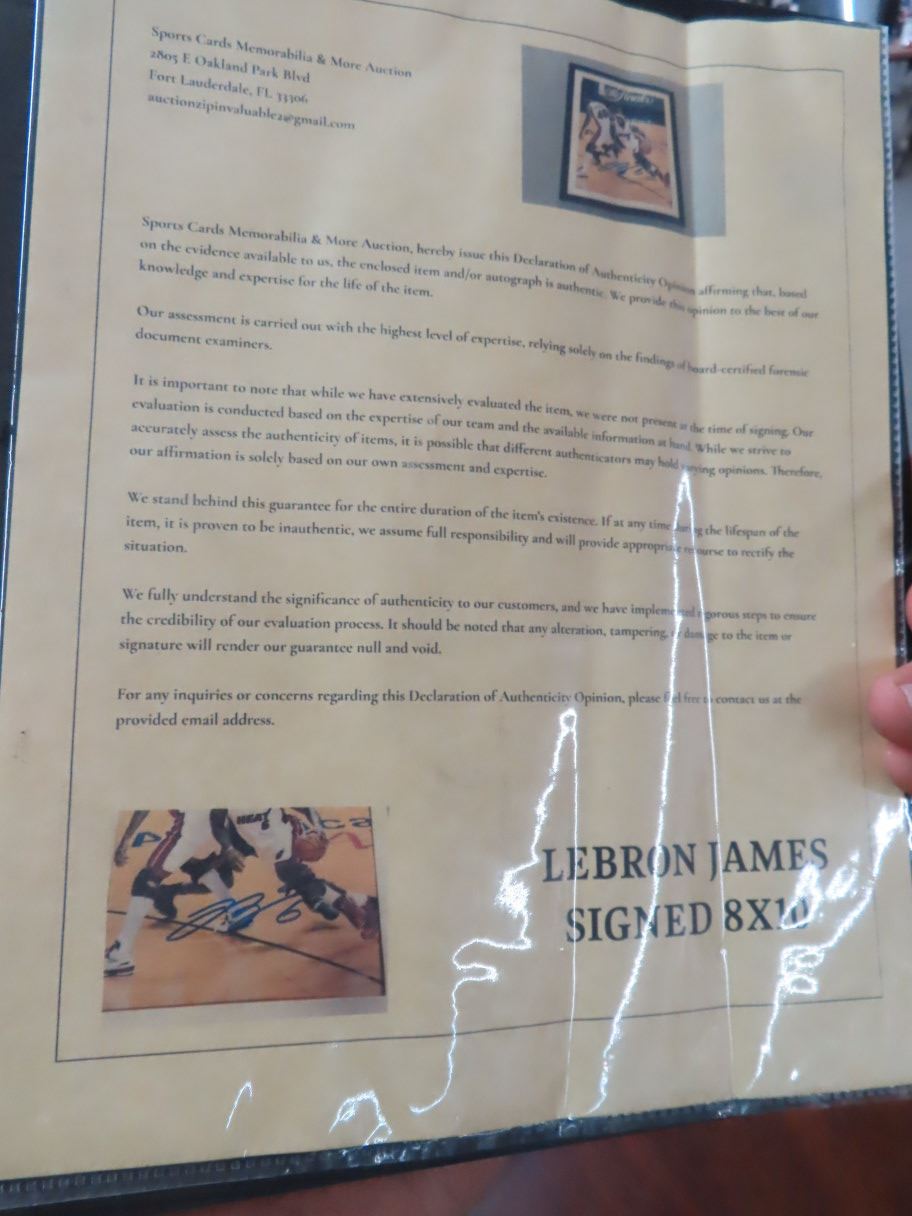 Sports Cards Memorabilia & More Auction
2805 E Oakland Park Blvd
Fort Lauderdale, FL 33306
auctionzipinvaluable2@gmail.com
Sports Cards Memorabilia & More Auction, hereby issue this Declaration of Authenticity Opinion affirming that, based
on the evidence available to us, the enclosed item and/or autograph is authentic. We provide this opinion to the best of our
knowledge and expertise for the life of the item.
Our assessment is carried out with the highest level of expertise, relying solely on the findings of board-certified forensic
document examiners.
It is important to note that while we have extensively evaluated the item, we were not present at the time of signing. Our
evaluation is conducted based on the expertise of our team and the available information at hand. While we strive to
accurately assess the authenticity of items, it is possible that different authenticators may hold varying opinions. Therefore,
our affirmation is solely based on our own assessment and expertise.
We stand behind this guarantee for the entire duration of the item's existence. If at any time during the lifespan of the
item, it is proven to be inauthentic, we assume full responsibility and will provide appropriate recourse to rectify the
situation.
We fully understand the significance of authenticity to our customers, and we have implemented rigorous steps to ensure
the credibility of our evaluation process. It should be noted that any alteration, tampering, or damage to the item or
signature will render our guarantee null and void.
For any inquiries or concerns regarding this Declaration of Authenticity Opinion, please feel free to contact us at the
provided email address.
HEAT
6
LEBRON JAMES
SIGNED 8X10